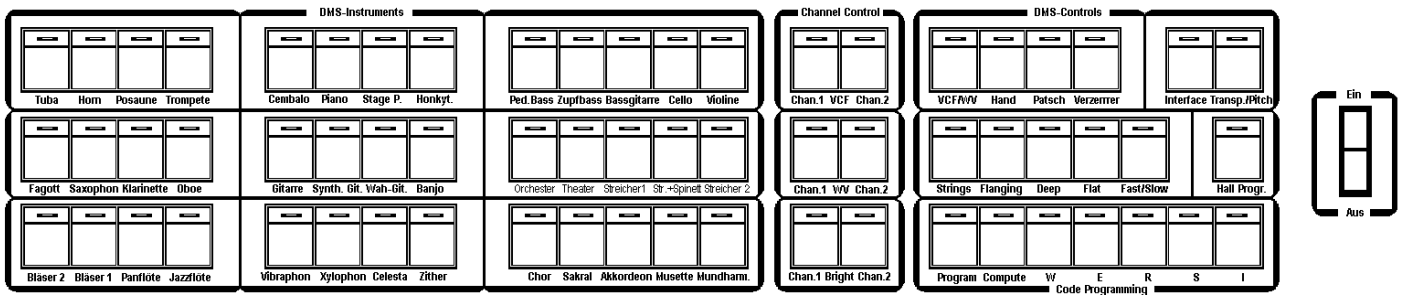 DMS-Instruments Channel Control DMS-Controls
Tuba Horn Posaune Trompete Cembalo Piano Stage P. Honkyt. Ped.Bass Zupfbass Bassgitarre Cello Violine Chan.1 VCF Chan.2 VCF/WV Hand Patsch Verzerrer Interface Transp./Pitch
Ein
Fagott Saxophon Klarinette Oboe Gitarre Synth. Git. Wah-Git. Banjo Orchester Theater Streicher1 Str.+Spinett Streicher 2 Chan.1 WV Chan.2 Strings Flanging Deep Flat Fast/Slow Hall Progr.
Aus
Bläser 2 Bläser 1 Panflöte Jazzflöte Vibraphon Xylophon Celesta Zither Chor Sakral Akkordeon Musette Mundharm. Chan.1 Bright Chan.2 Program Compute W E R S I
Code Programming